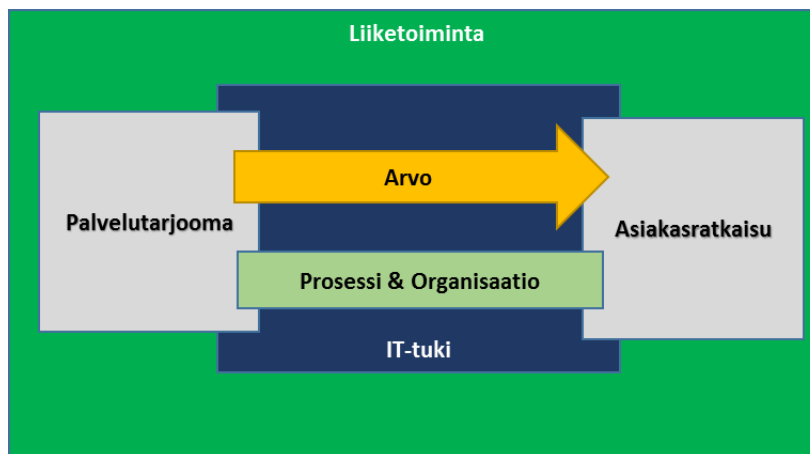 Liiketoiminta
Arvo
Palvelutarjooma
Asiakasratkaisu
Prosessi & Organisaatio
IT-tuki